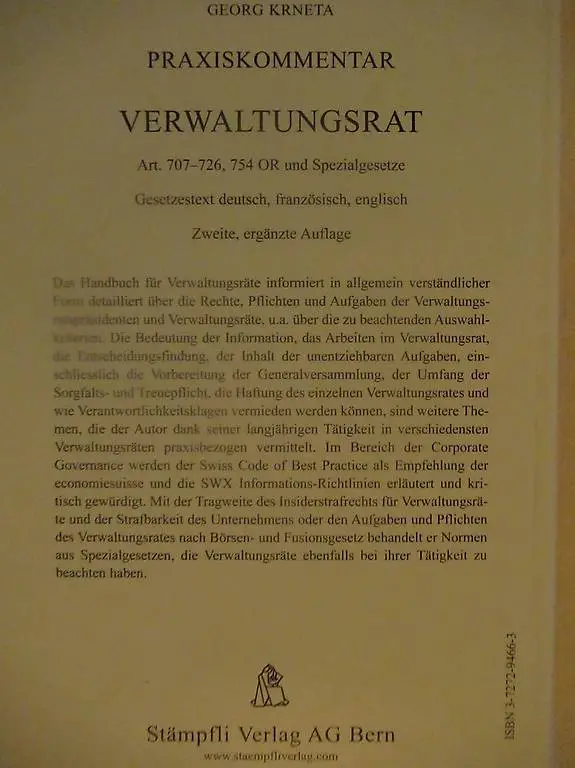 GEORG KRNETA
PRAXISKOMMENTAR
VERWALTUNGSRAT
Art. 707–726, 754 OR und Spezialgesetze
Gesetzestext deutsch, französisch, englisch
Zweite, ergänzte Auflage
Das Handbuch für Verwaltungsräte informiert in allgemein verständlicher
Form detailliert über die Rechte, Pflichten und Aufgaben der Verwaltungs-
ratspräsidenten und Verwaltungsräte, u.a. über die zu beachtenden Auswahl-
kriterien. Die Bedeutung der Information, das Arbeiten im Verwaltungsrat,
die Entscheidungsfindung, der Inhalt der unentziehbaren Aufgaben, ein-
schliesslich die Vorbereitung der Generalversammlung, der Umfang der
Sorgfalts- und Treuepflicht, die Haftung des einzelnen Verwaltungsrates und
wie Verantwortlichkeitsklagen vermieden werden können, sind weitere The-
men, die der Autor dank seiner langjährigen Tätigkeit in verschiedensten
Verwaltungsräten praxisbezogen vermittelt. Im Bereich der Corporate
Governance werden der Swiss Code of Best Practice als Empfehlung der
economiesuisse und die SWX Informations-Richtlinien erläutert und kri-
tisch gewürdigt. Mit der Tragweite des Insiderstrafrechts für Verwaltungsrä-
te und der Strafbarkeit des Unternehmens oder den Aufgaben und Pflichten
des Verwaltungsrates nach Börsen- und Fusionsgesetz behandelt er Normen
aus Spezialgesetzen, die Verwaltungsräte ebenfalls bei ihrer Tätigkeit zu
beachten haben.
ISBN 3-7272-9466-3
Stämpfli Verlag AG Bern
www.staempfliverlag.com